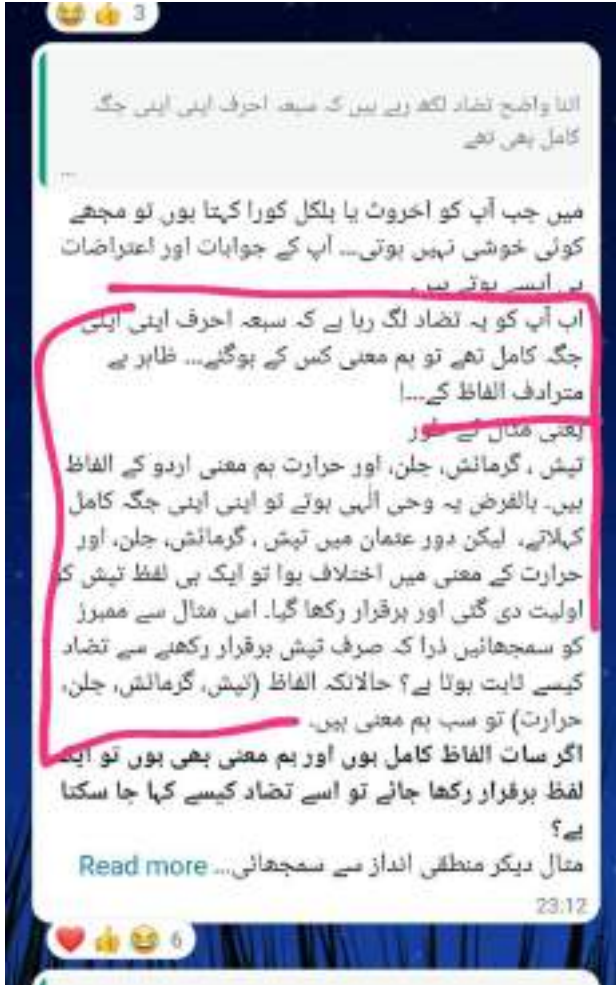 3
اتنا واضح تضاد لکھ رہے ہیں کہ سبعہ احرف اپنی اپنی جگہ
کامل بھی تھے
...
میں جب آپ کو اخروٹ یا بلکل کورا کہتا ہوں تو مجھے
کوئی خوشی نہیں ہوتی... آپ کے جوابات اور اعتراضات
ہی ایسے ہوتے ہیں.
اب آپ کو یہ تضاد لگ رہا ہے کہ سبعہ احرف اپنی اپنی
جگہ کامل تھے تو ہم معنی کس کے ہوگئے... ظاہر ہے
مترادف الفاظ کے...!
یعنی مثال کے طور
تپش ، گرمائش، جلن، اور حرارت ہم معنی اردو کے الفاظ
ہیں۔ بالفرض یہ وحی الٰہی ہوتے تو اپنی اپنی جگہ کامل
کہلاتے، لیکن دور عثمان میں تپش ، گرمائش، جلن، اور
حرارت کے معنی میں اختلاف ہوا تو ایک ہی لفظ تپش کو
اولیت دی گئی اور برقرار رکھا گیا۔ اس مثال سے ممبرز
کو سمجھائیں ذرا کہ صرف تپش برقرار رکھنے سے تضاد
کیسے ثابت ہوتا ہے؟ حالانکہ الفاظ (تپش، گرمائش، جلن،
حرارت) تو سب ہم معنی ہیں۔
اگر سات الفاظ کامل ہوں اور ہم معنی بھی ہوں تو ایک
لفظ برقرار رکھا جائے تو اسے تضاد کیسے کہا جا سکتا
ہے؟
مثال دیگر منطقی انداز سے سمجھائی... Read more
23:12
6